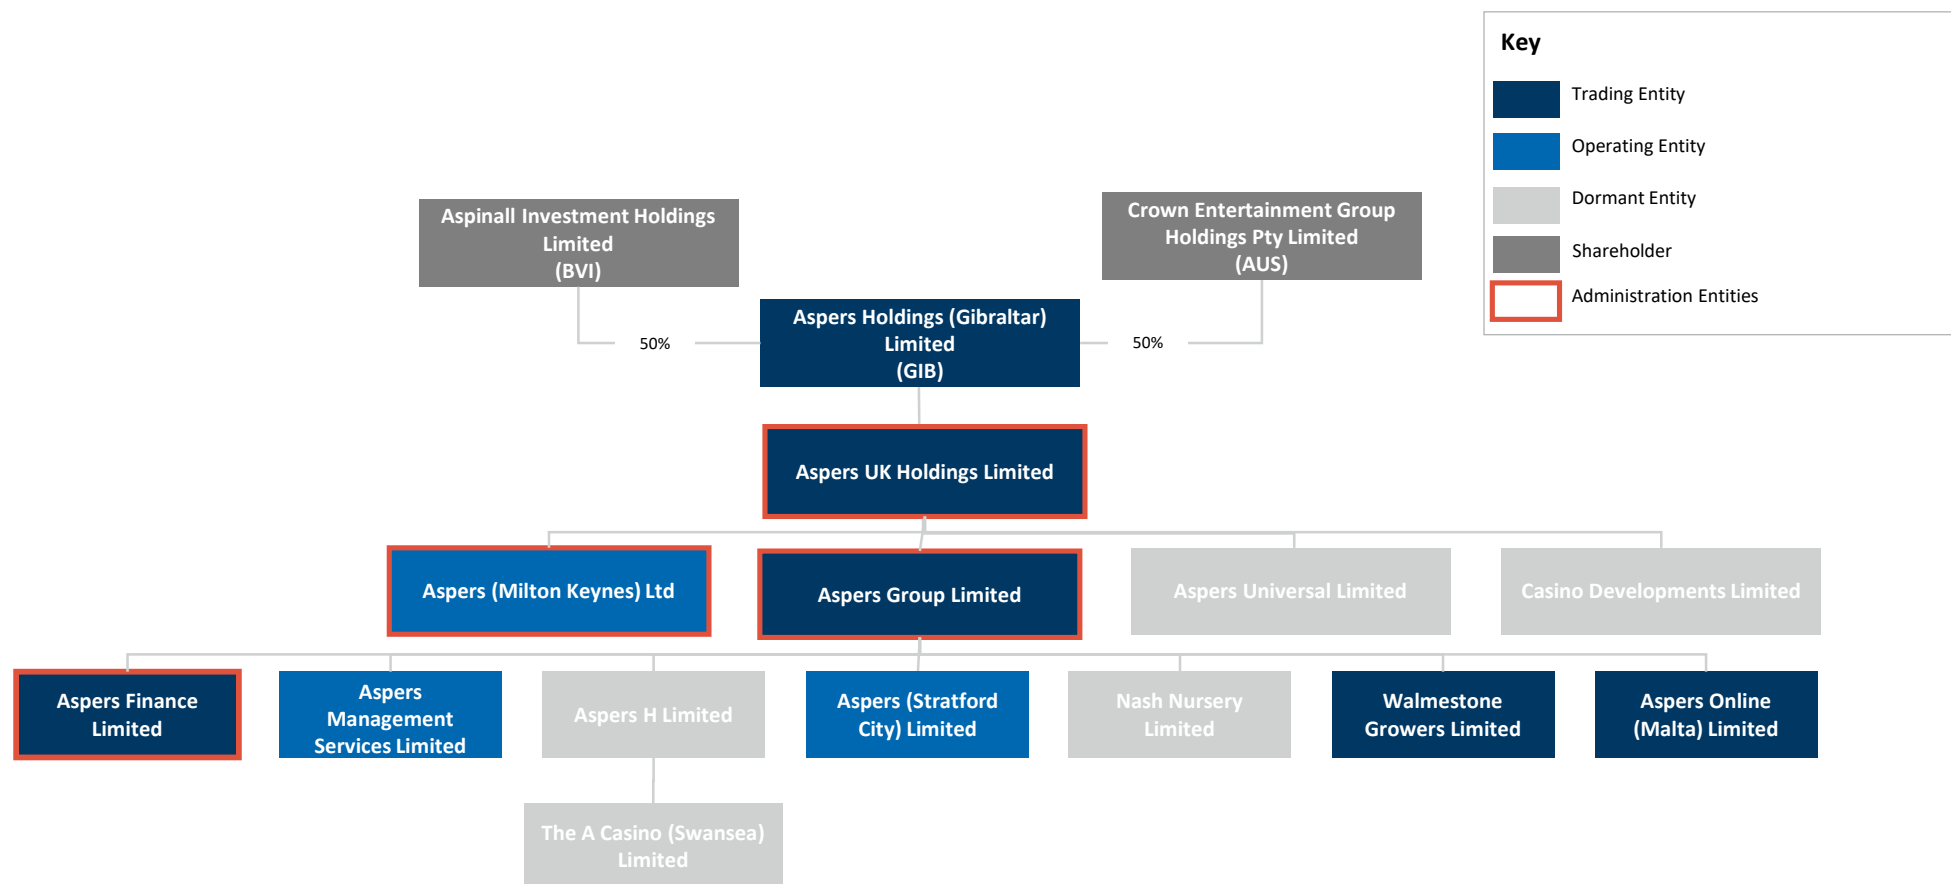 Key
Trading Entity
Operating Entity
Dormant Entity
Shareholder
Administration Entities
Aspinall Investment Holdings
Limited
(BVI)
Crown Entertainment Group
Holdings Pty Limited
(AUS)
50%
Aspers Holdings (Gibraltar)
Limited
(GIB)
50%
Aspers UK Holdings Limited
Aspers (Milton Keynes) Ltd
Aspers Group Limited
Aspers Universal Limited
Casino Developments Limited
Aspers Finance
Limited
Aspers
Management
Services Limited
Aspers H Limited
Aspers (Stratford
City) Limited
Nash Nursery
Limited
Walmestone
Growers Limited
Aspers Online
(Malta) Limited
The A Casino (Swansea)
Limited